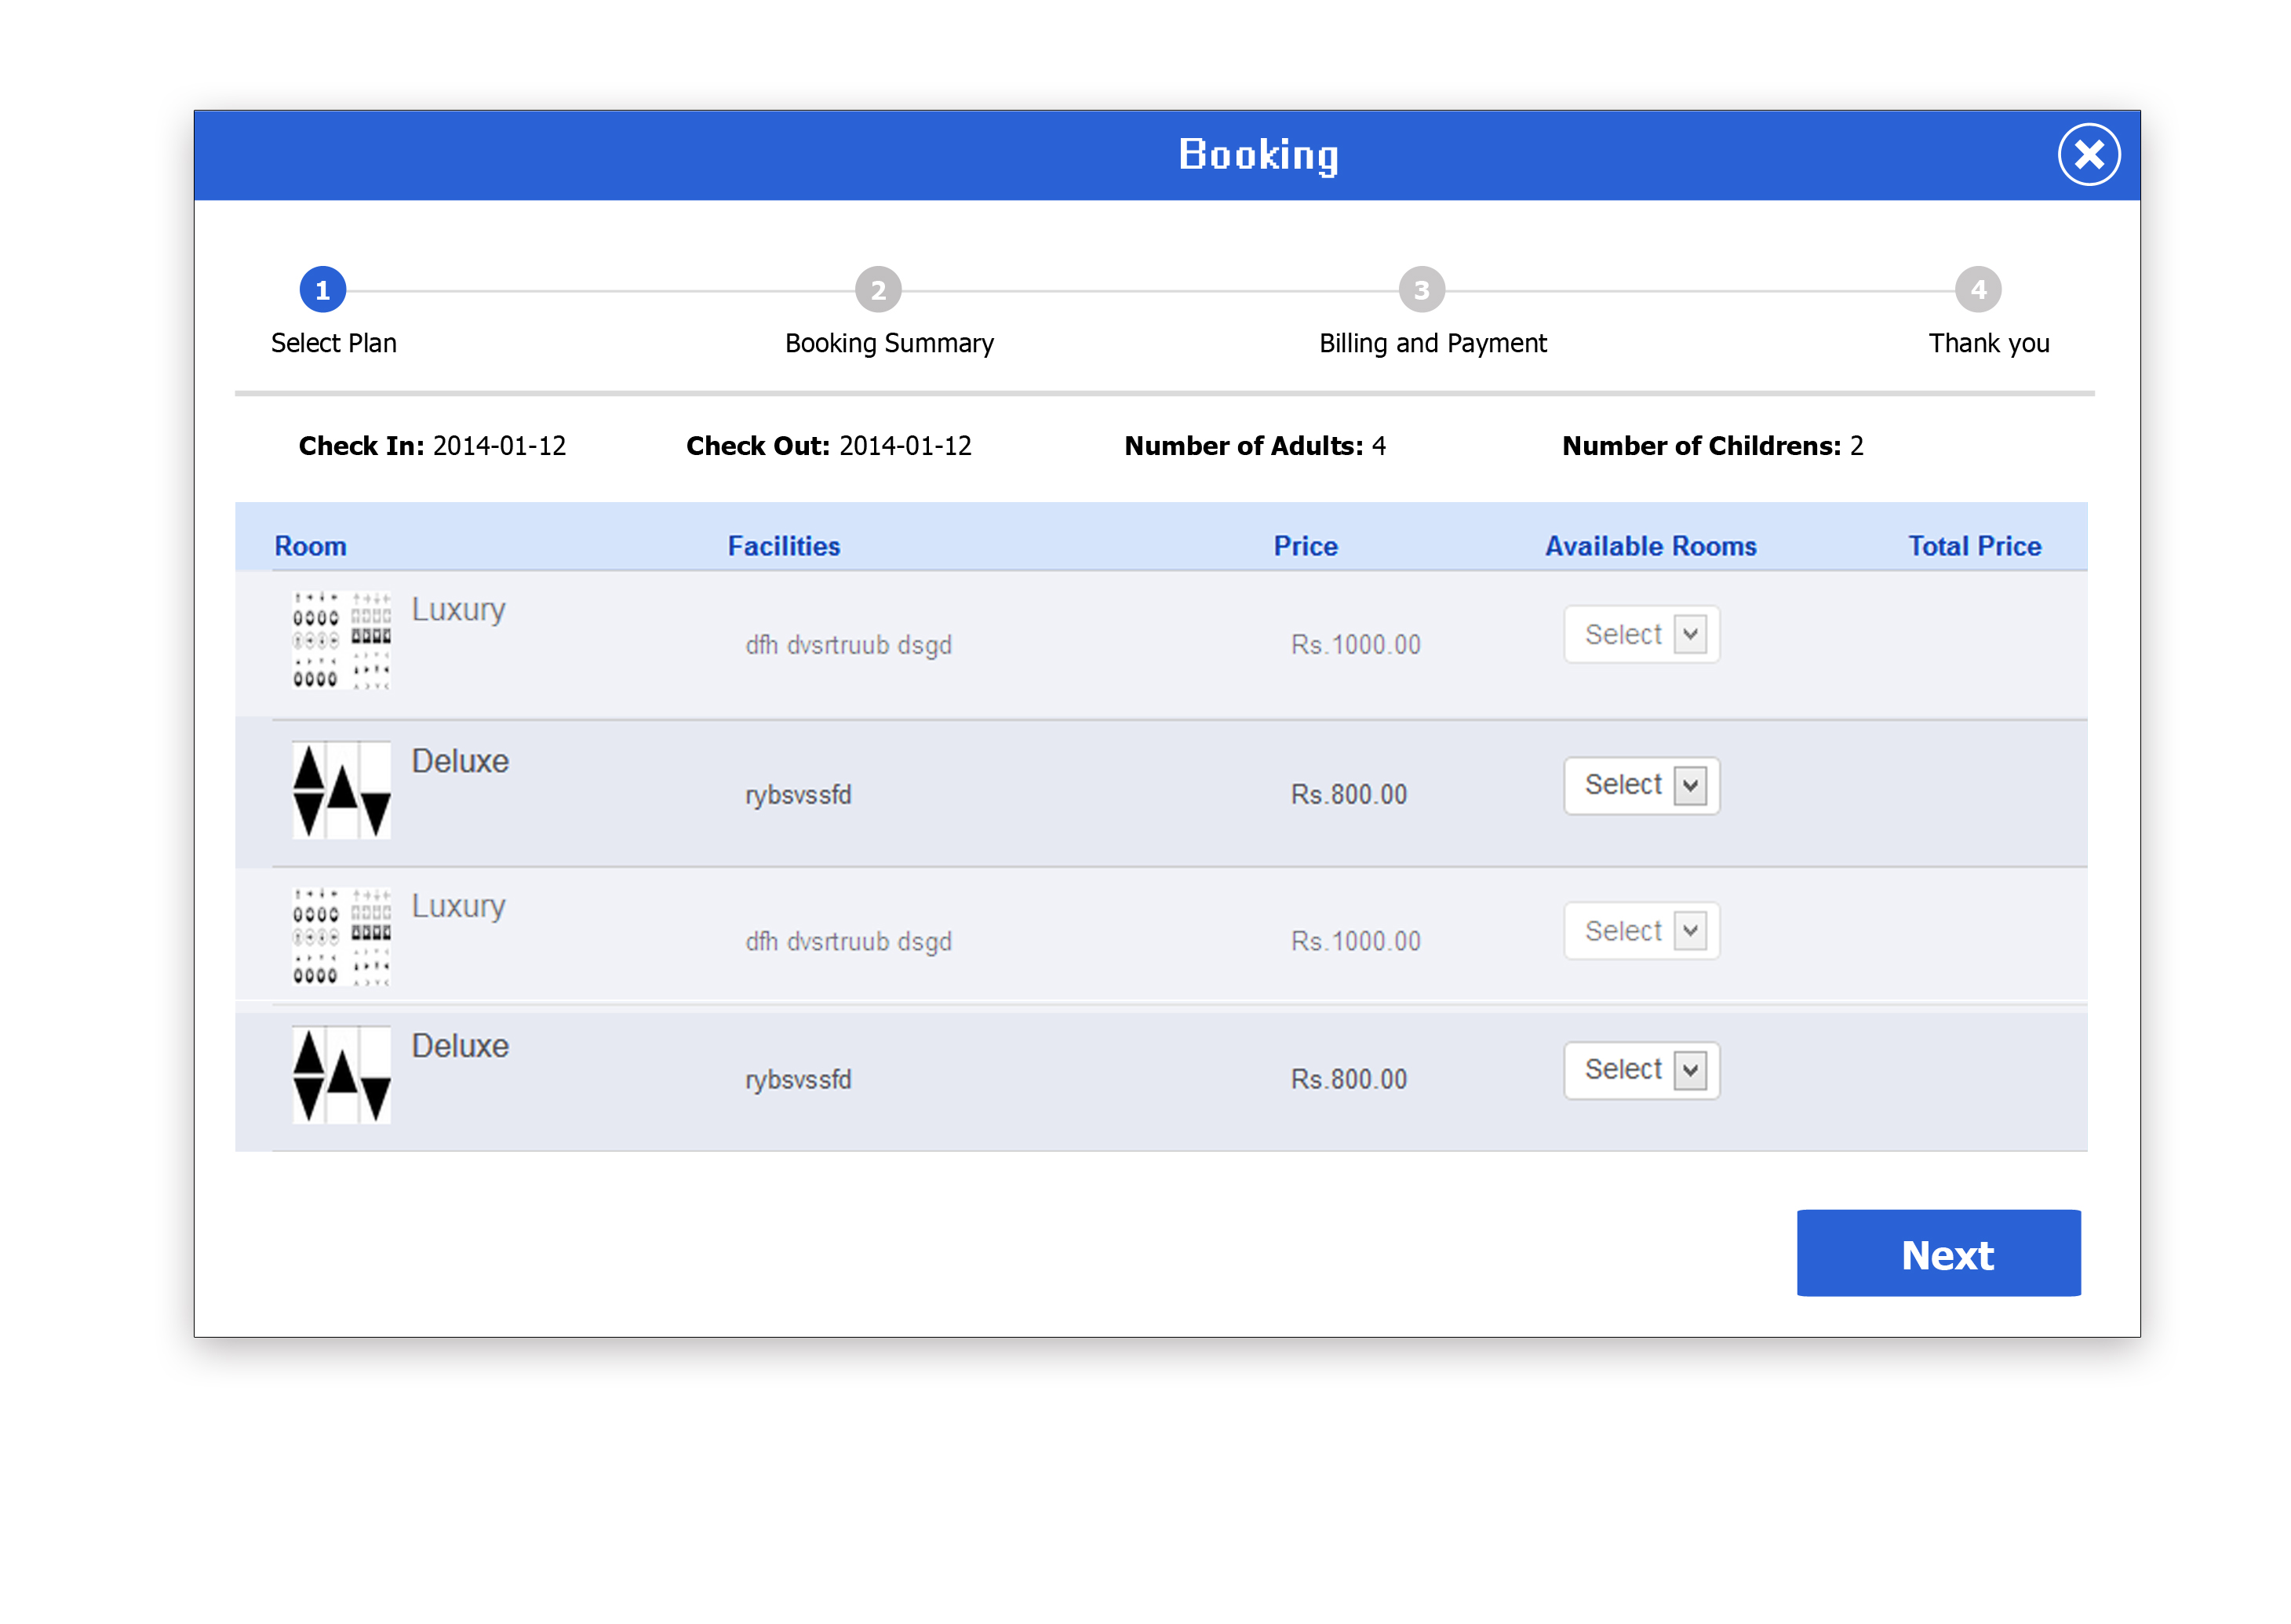 Booking
1 2 3 4
Select Plan Booking Summary Billing and Payment Thank you
Check In: 2014-01-12 Check Out: 2014-01-12 Number of Adults: 4 Number of Childrens: 2
Room Facilities Price Available Rooms Total Price
Luxury
dfh dvsrtruub dsgd Rs.1000.00 Select
Deluxe
rybsvssfd Rs.800.00 Select
Luxury
dfh dvsrtruub dsgd Rs.1000.00 Select
Deluxe
rybsvssfd Rs.800.00 Select
Next